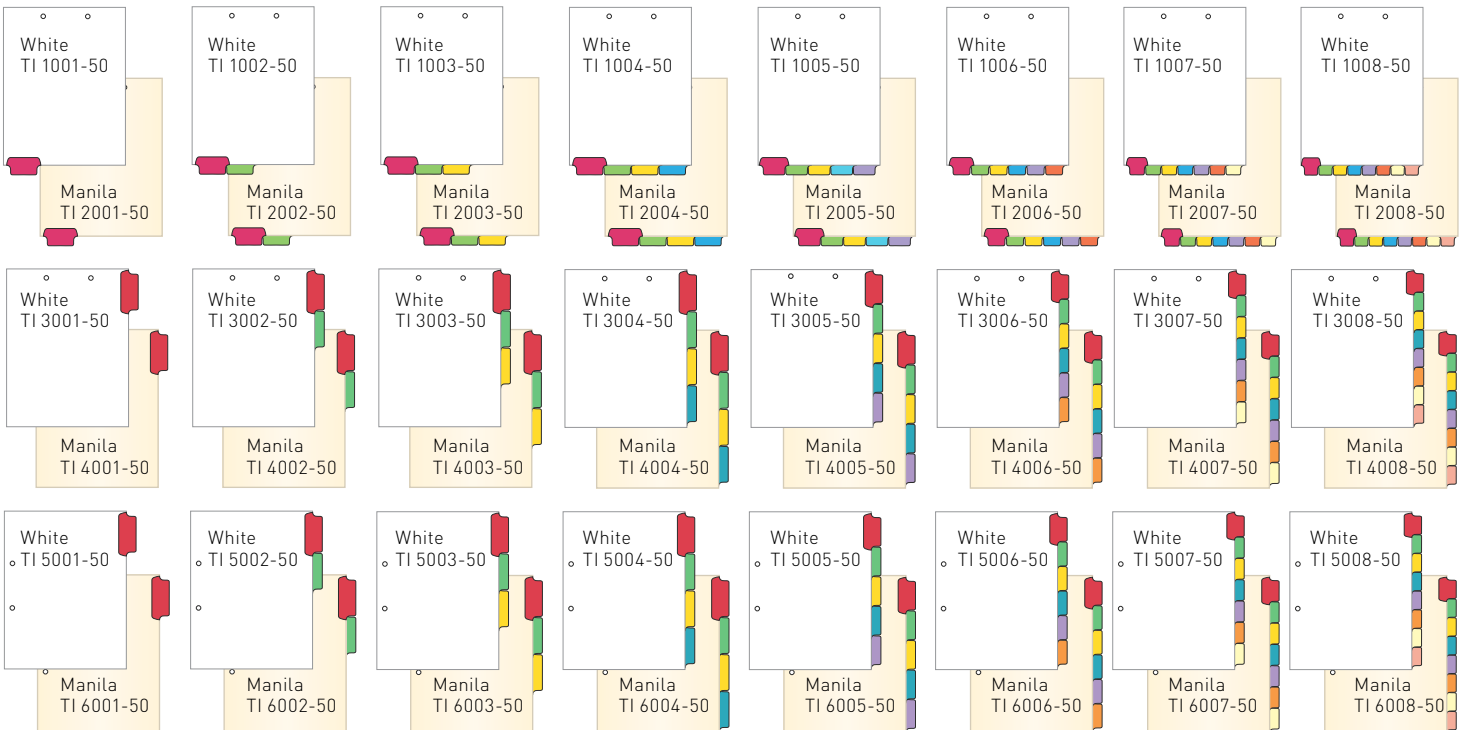 White
TI 1001-50
Manila
TI 2001-50
White
TI 1002-50
Manila
TI 2002-50
White
TI 1003-50
Manila
TI 2003-50
White
TI 1004-50
Manila
TI 2004-50
White
TI 1005-50
Manila
TI 2005-50
White
TI 1006-50
Manila
TI 2006-50
White
TI 1007-50
Manila
TI 2007-50
White
TI 1008-50
Manila
TI 2008-50
White
TI 3001-50
Manila
TI 4001-50
White
TI 3002-50
Manila
TI 4002-50
White
TI 3003-50
Manila
TI 4003-50
White
TI 3004-50
Manila
TI 4004-50
White
TI 3005-50
Manila
TI 4005-50
White
TI 3006-50
Manila
TI 4006-50
White
TI 3007-50
Manila
TI 4007-50
White
TI 3008-50
Manila
TI 4008-50
White
TI 5001-50
Manila
TI 6001-50
White
TI 5002-50
Manila
TI 6002-50
White
TI 5003-50
Manila
TI 6003-50
White
TI 5004-50
Manila
TI 6004-50
White
TI 5005-50
Manila
TI 6005-50
White
TI 5006-50
Manila
TI 6006-50
White
TI 5007-50
Manila
TI 6007-50
White
TI 5008-50
Manila
TI 6008-50